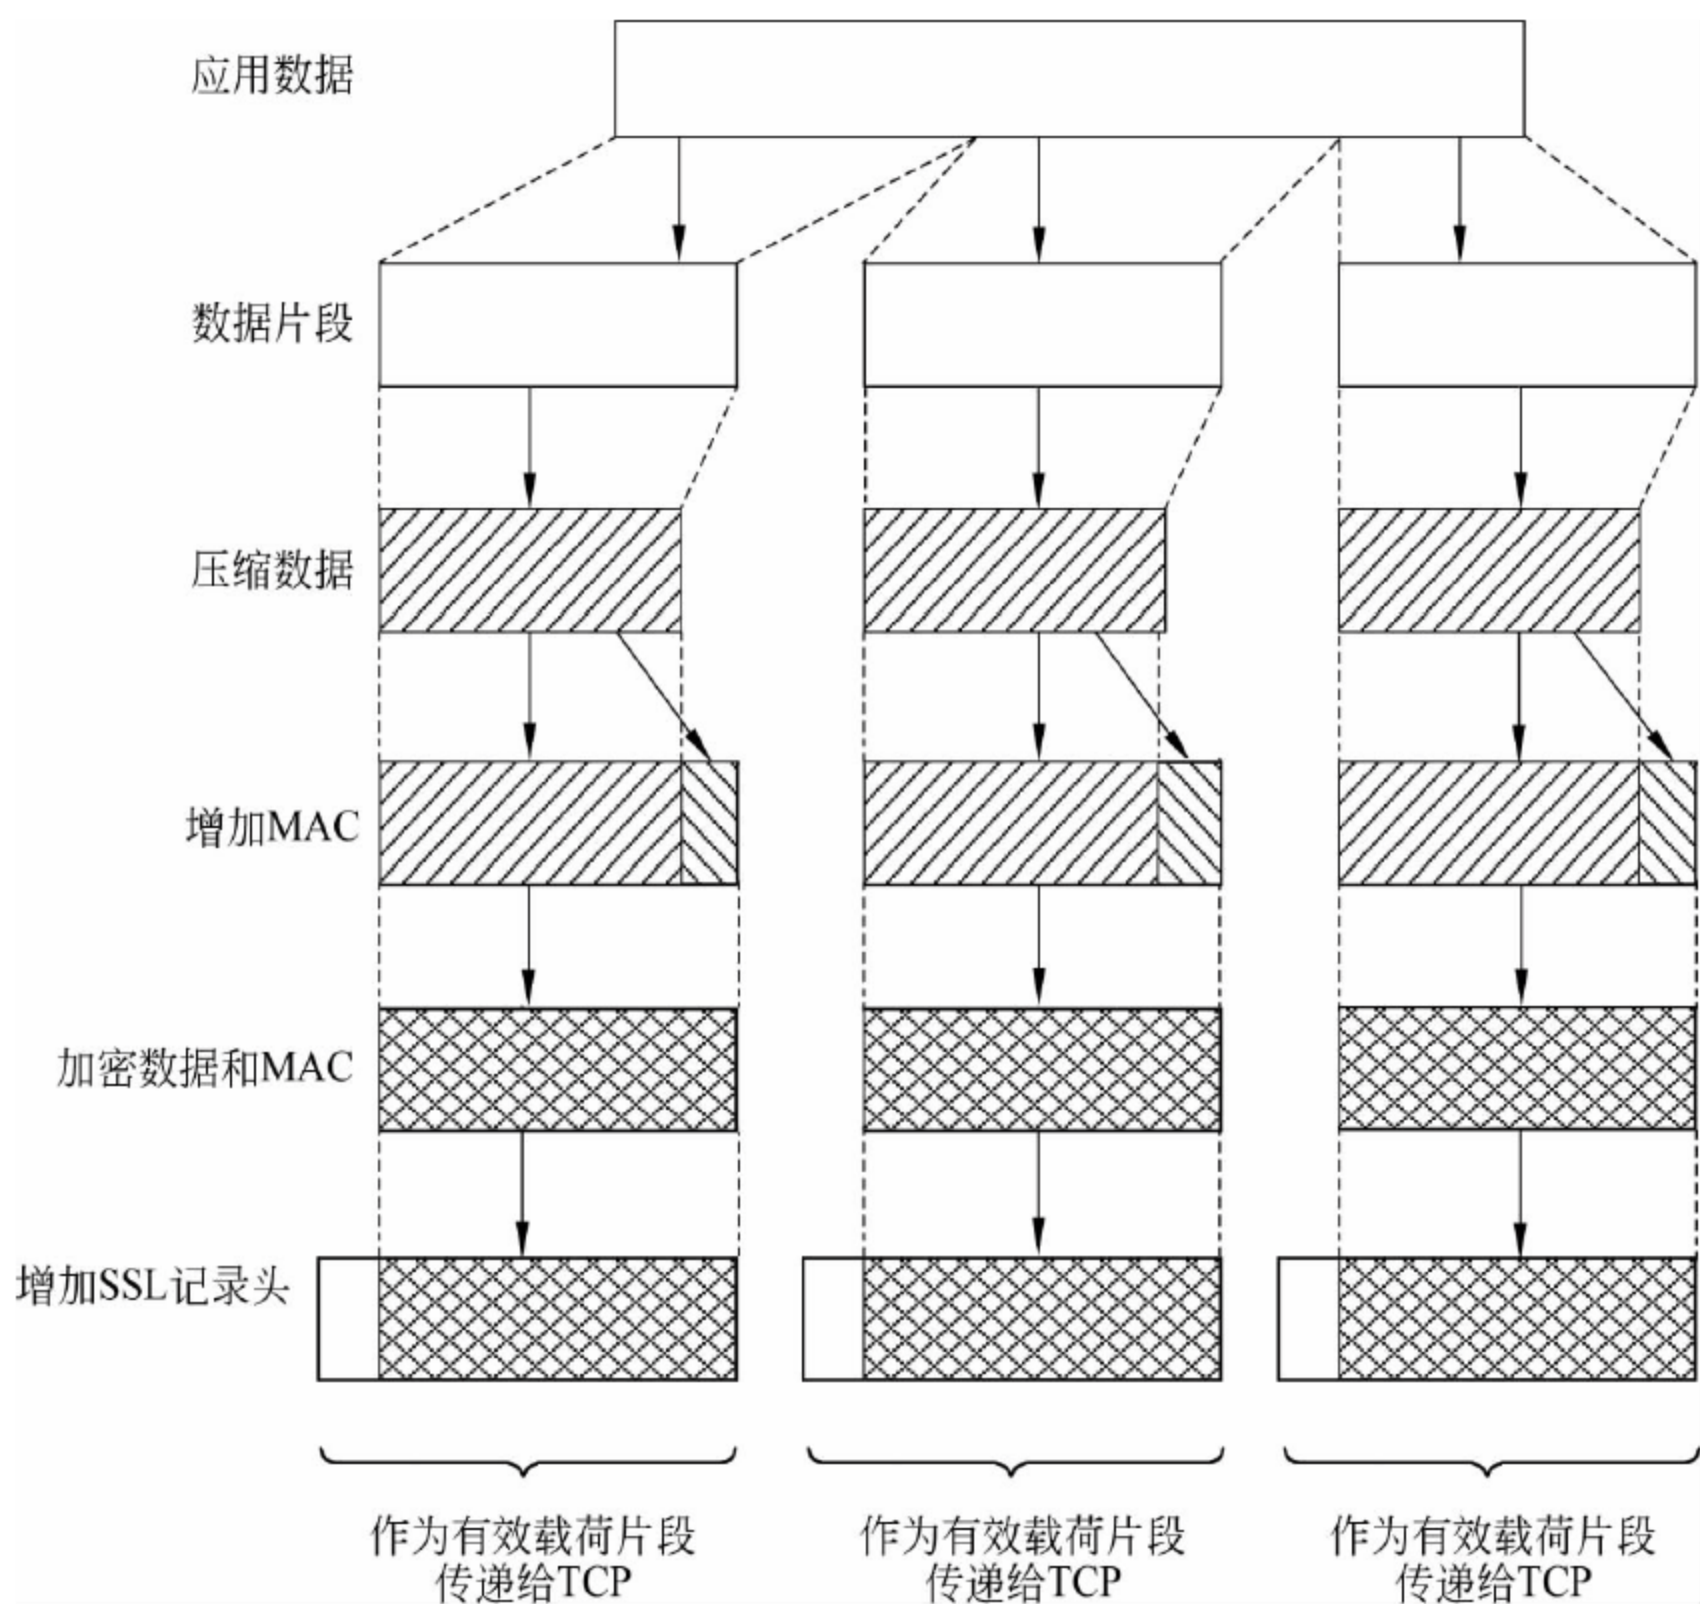 应用数据
数据片段
压缩数据
增加MAC
加密数据和MAC
增加SSL记录头
作为有效载荷片段
传递给TCP
作为有效载荷片段
传递给TCP
作为有效载荷片段
传递给TCP